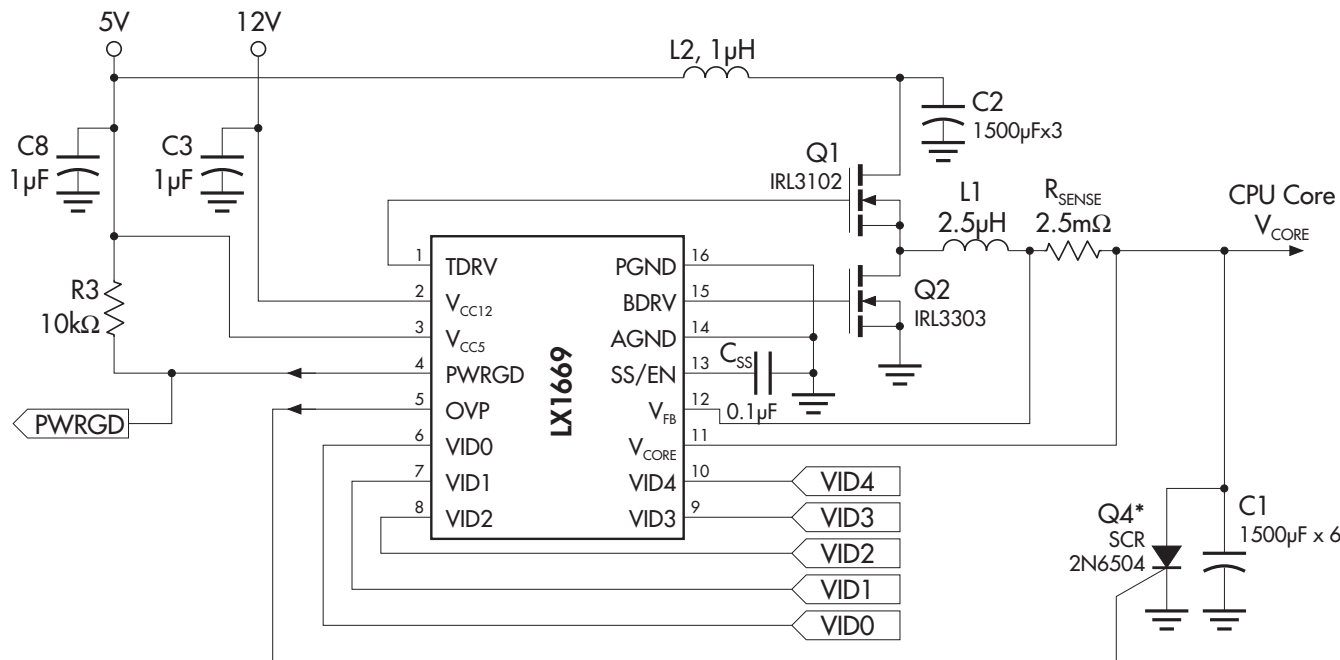 5V
12V
L2, 1µH
C2
1500µFx3
C8
1µF
C3
1µF
Q1
IRL3102
L1
2.5µH
RSENSE
2.5mΩ
CPU Core
VCORE
R3
10kΩ
LX1669
1 TDRV
2 VCC12
3 VCC5
4 PWRGD
5 OVP
6 VID0
7 VID1
8 VID2
PGND 16
BDRV 15
AGND 14
SS/EN 13
VFB 12
VCORE 11
VID4 10
VID3 9
Q2
IRL3303
CSS
0.1µF
PWRGD
VID4
VID3
VID2
VID1
VID0
Q4*
SCR
2N6504
C1
1500µF x 6